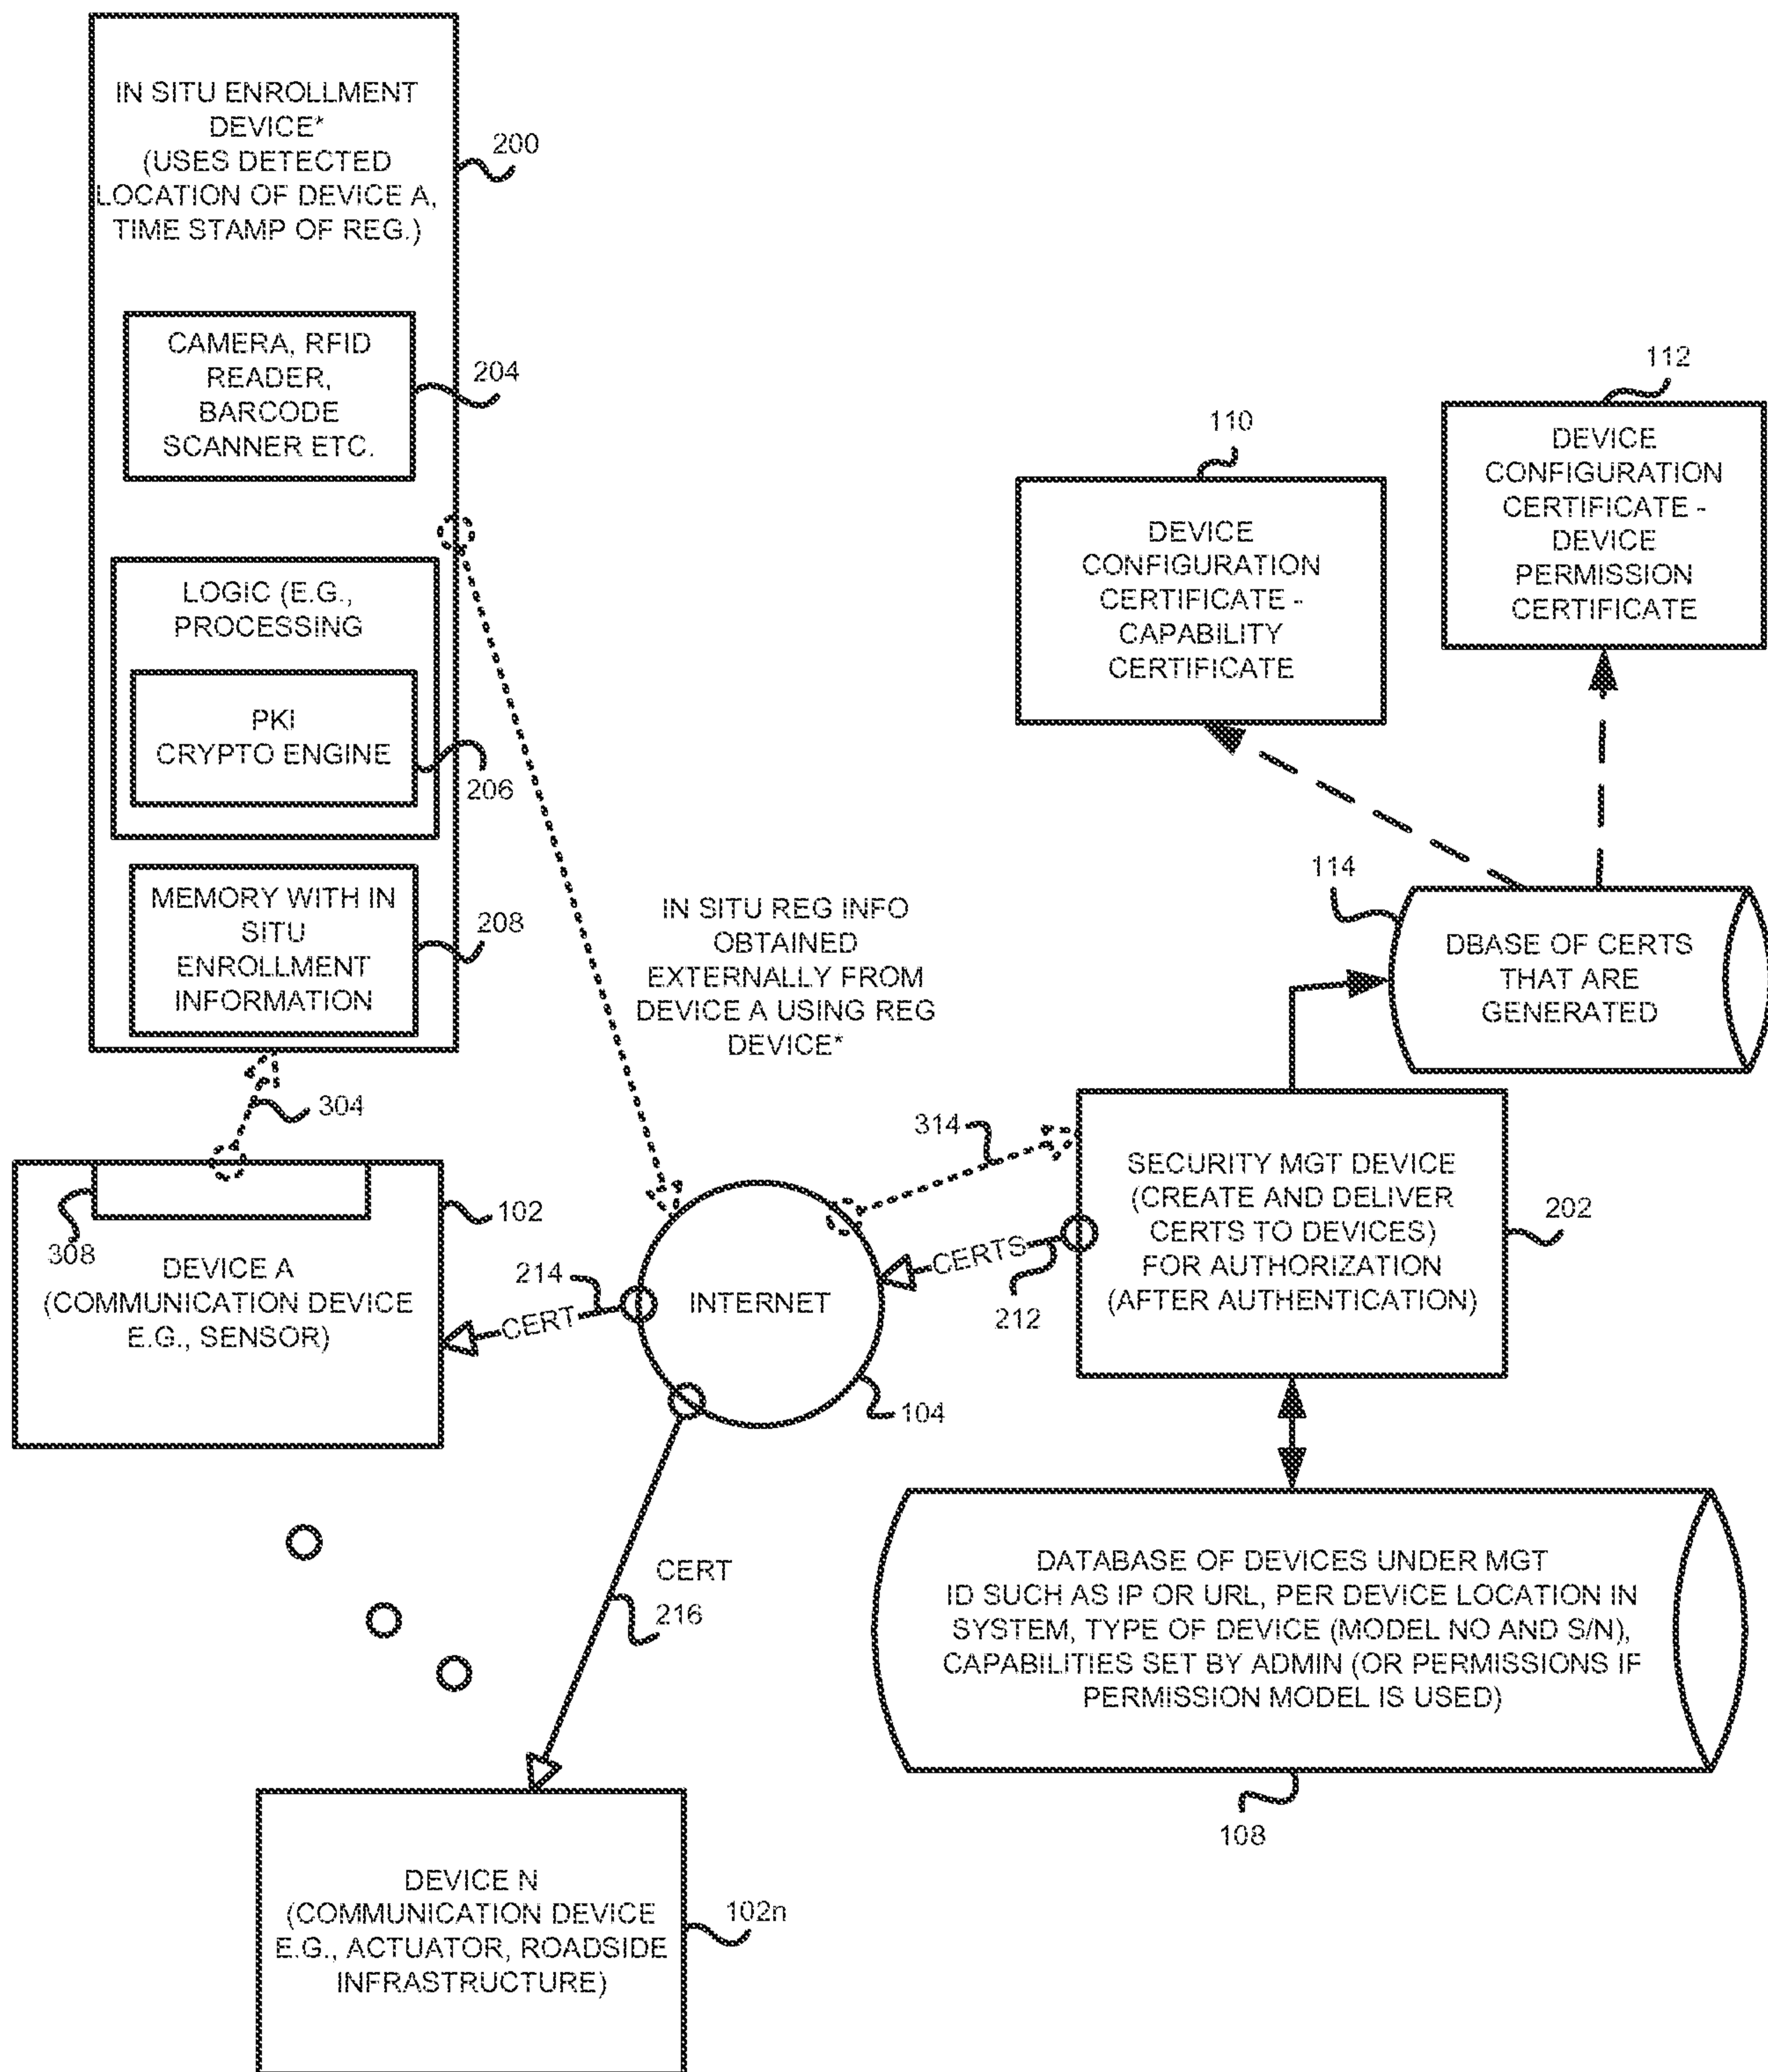 IN SITU ENROLLMENT
DEVICE*
(USES DETECTED
LOCATION OF DEVICE A,
TIME STAMP OF REG.)
200
CAMERA, RFID
READER,
BARCODE
SCANNER ETC.
204
LOGIC (E.G.,
PROCESSING
PKI
CRYPTO ENGINE
206
MEMORY WITH IN
SITU
ENROLLMENT
INFORMATION
208
304
IN SITU REG INFO
OBTAINED
EXTERNALLY FROM
DEVICE A USING REG
DEVICE*
110
DEVICE
CONFIGURATION
CERTIFICATE -
CAPABILITY
CERTIFICATE
112
DEVICE
CONFIGURATION
CERTIFICATE -
DEVICE
PERMISSION
CERTIFICATE
114
DBASE OF CERTS
THAT ARE
GENERATED
308
102
DEVICE A
(COMMUNICATION DEVICE
E.G., SENSOR)
214
CERT
INTERNET
104
314
CERTS
212
SECURITY MGT DEVICE
(CREATE AND DELIVER
CERTS TO DEVICES)
FOR AUTHORIZATION
(AFTER AUTHENTICATION)
202
CERT
216
DATABASE OF DEVICES UNDER MGT
ID SUCH AS IP OR URL, PER DEVICE LOCATION IN
SYSTEM, TYPE OF DEVICE (MODEL NO AND S/N),
CAPABILITIES SET BY ADMIN (OR PERMISSIONS IF
PERMISSION MODEL IS USED)
108
DEVICE N
(COMMUNICATION DEVICE
E.G., ACTUATOR, ROADSIDE
INFRASTRUCTURE)
102n